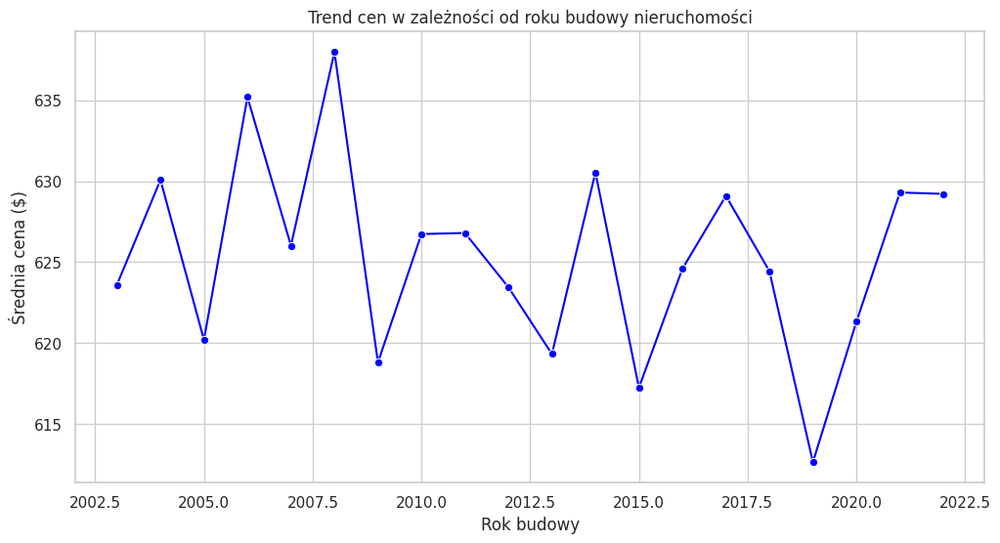 Trend cen w zależności od roku budowy nieruchomości
Średnia cena ($)
635
630
625
620
615
2002.5 2005.0 2007.5 2010.0 2012.5 2015.0 2017.5 2020.0 2022.5
Rok budowy